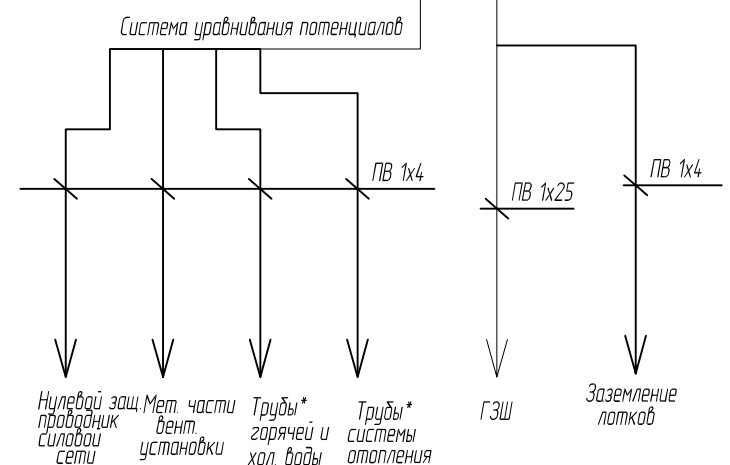 Система уравнивания потенциалов
ПВ 1х4
ПВ 1х25
ПВ 1х4
Нулевой защ.
проводник
силовой
сети
Мет. части
вент.
установки
Трубы*
горячей и
хол. воды
Трубы*
системы
отопления
ГЗШ
Заземление
лотков